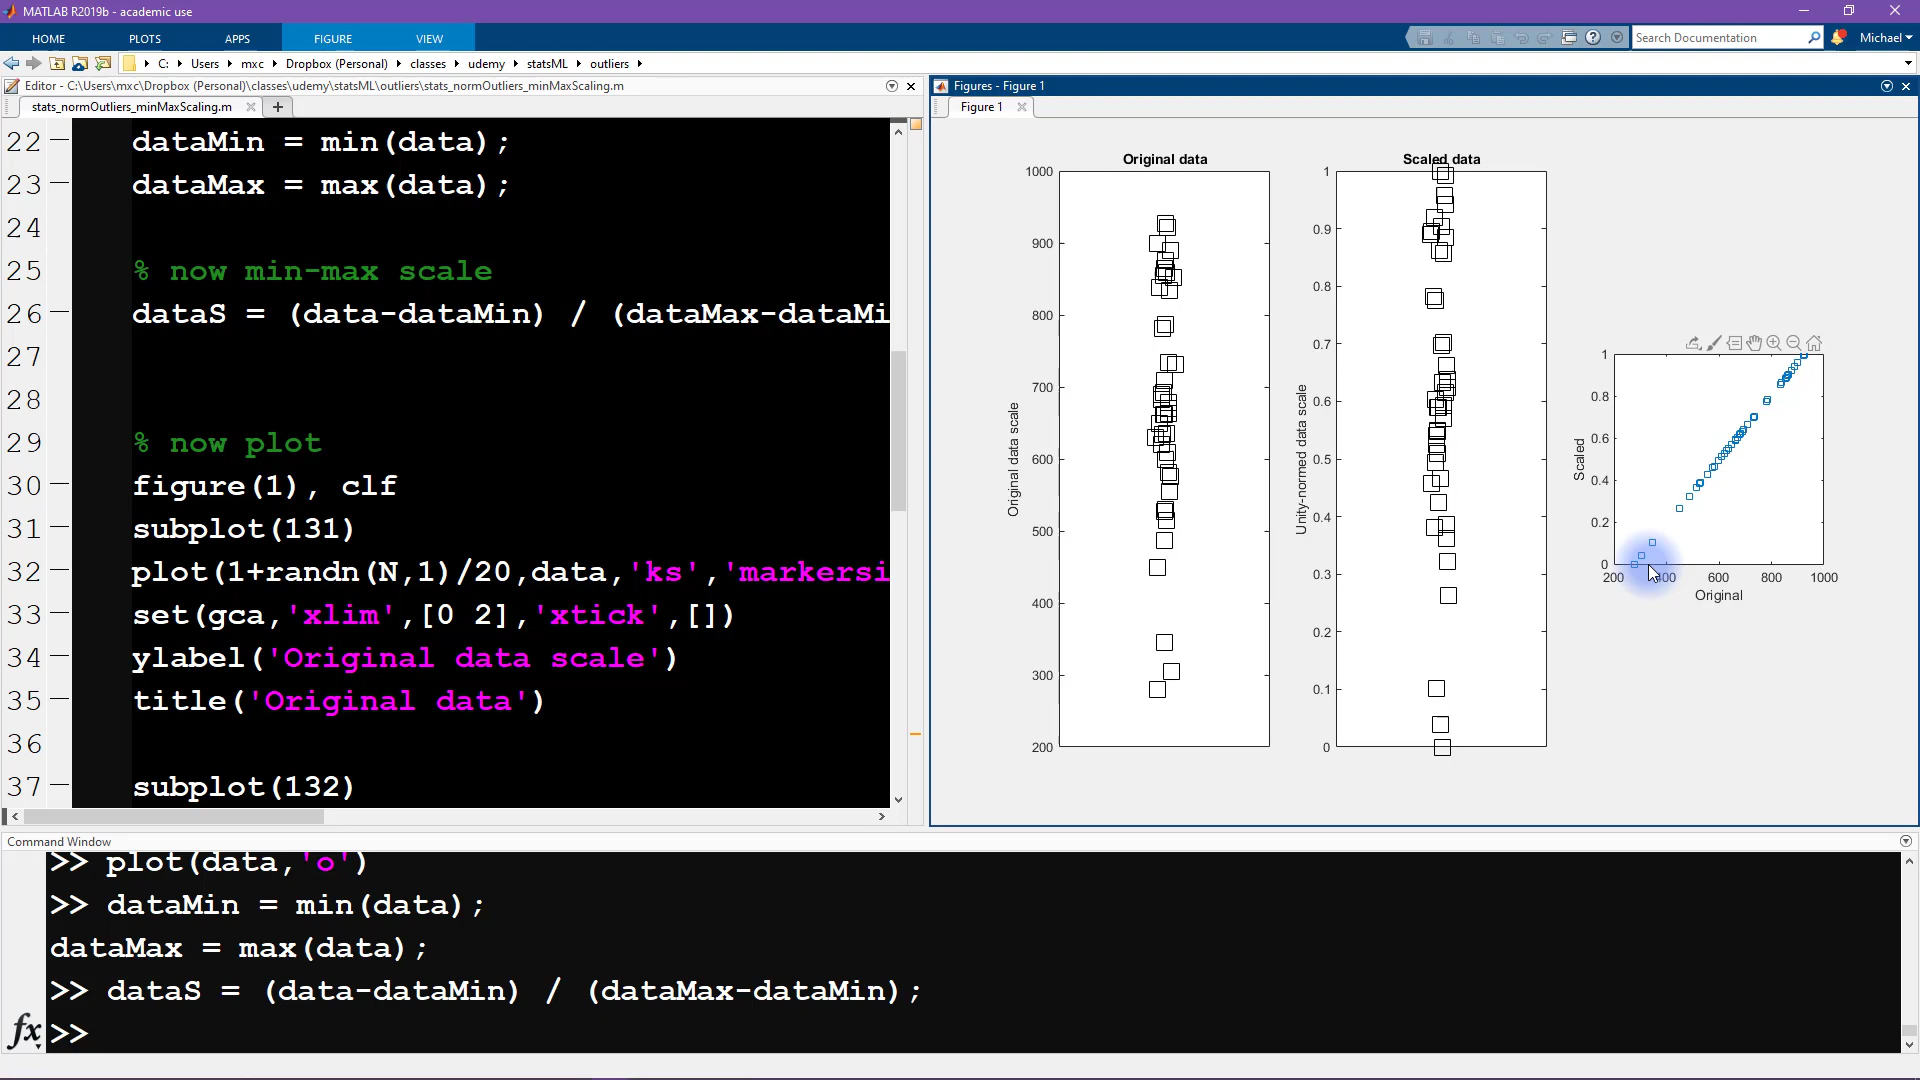 MATLAB R2019b - academic use
HOME PLOTS APPS FIGURE VIEW
Search Documentation
Michael
C: Users mxc Dropbox (Personal) classes udemy statsML outliers
Editor - C:\Users\mxc\Dropbox (Personal)\classes\udemy\statsML\outliers\stats_normOutliers_minMaxScaling.m
stats_normOutliers_minMaxScaling.m
22 dataMin = min(data);
23 dataMax = max(data);
24
25 % now min-max scale
26 dataS = (data-dataMin) / (dataMax-dataMi
27
28
29 % now plot
30 figure(1), clf
31 subplot(131)
32 plot(1+randn(N,1)/20,data,'ks','markersi
33 set(gca,'xlim',[0 2],'xtick',[])
34 ylabel('Original data scale')
35 title('Original data')
36
37 subplot(132)
Figures - Figure 1
Figure 1
Original data
1000
900
800
700
600
500
400
300
200
Original data scale
Scaled data
1
0.9
0.8
0.7
0.6
0.5
0.4
0.3
0.2
0.1
0
Unity-normed data scale
1
0.8
0.6
0.4
0.2
0
Scaled
200 400 600 800 1000
Original
Command Window
>> plot(data,'o')
>> dataMin = min(data);
dataMax = max(data);
>> dataS = (data-dataMin) / (dataMax-dataMin);
fx >>